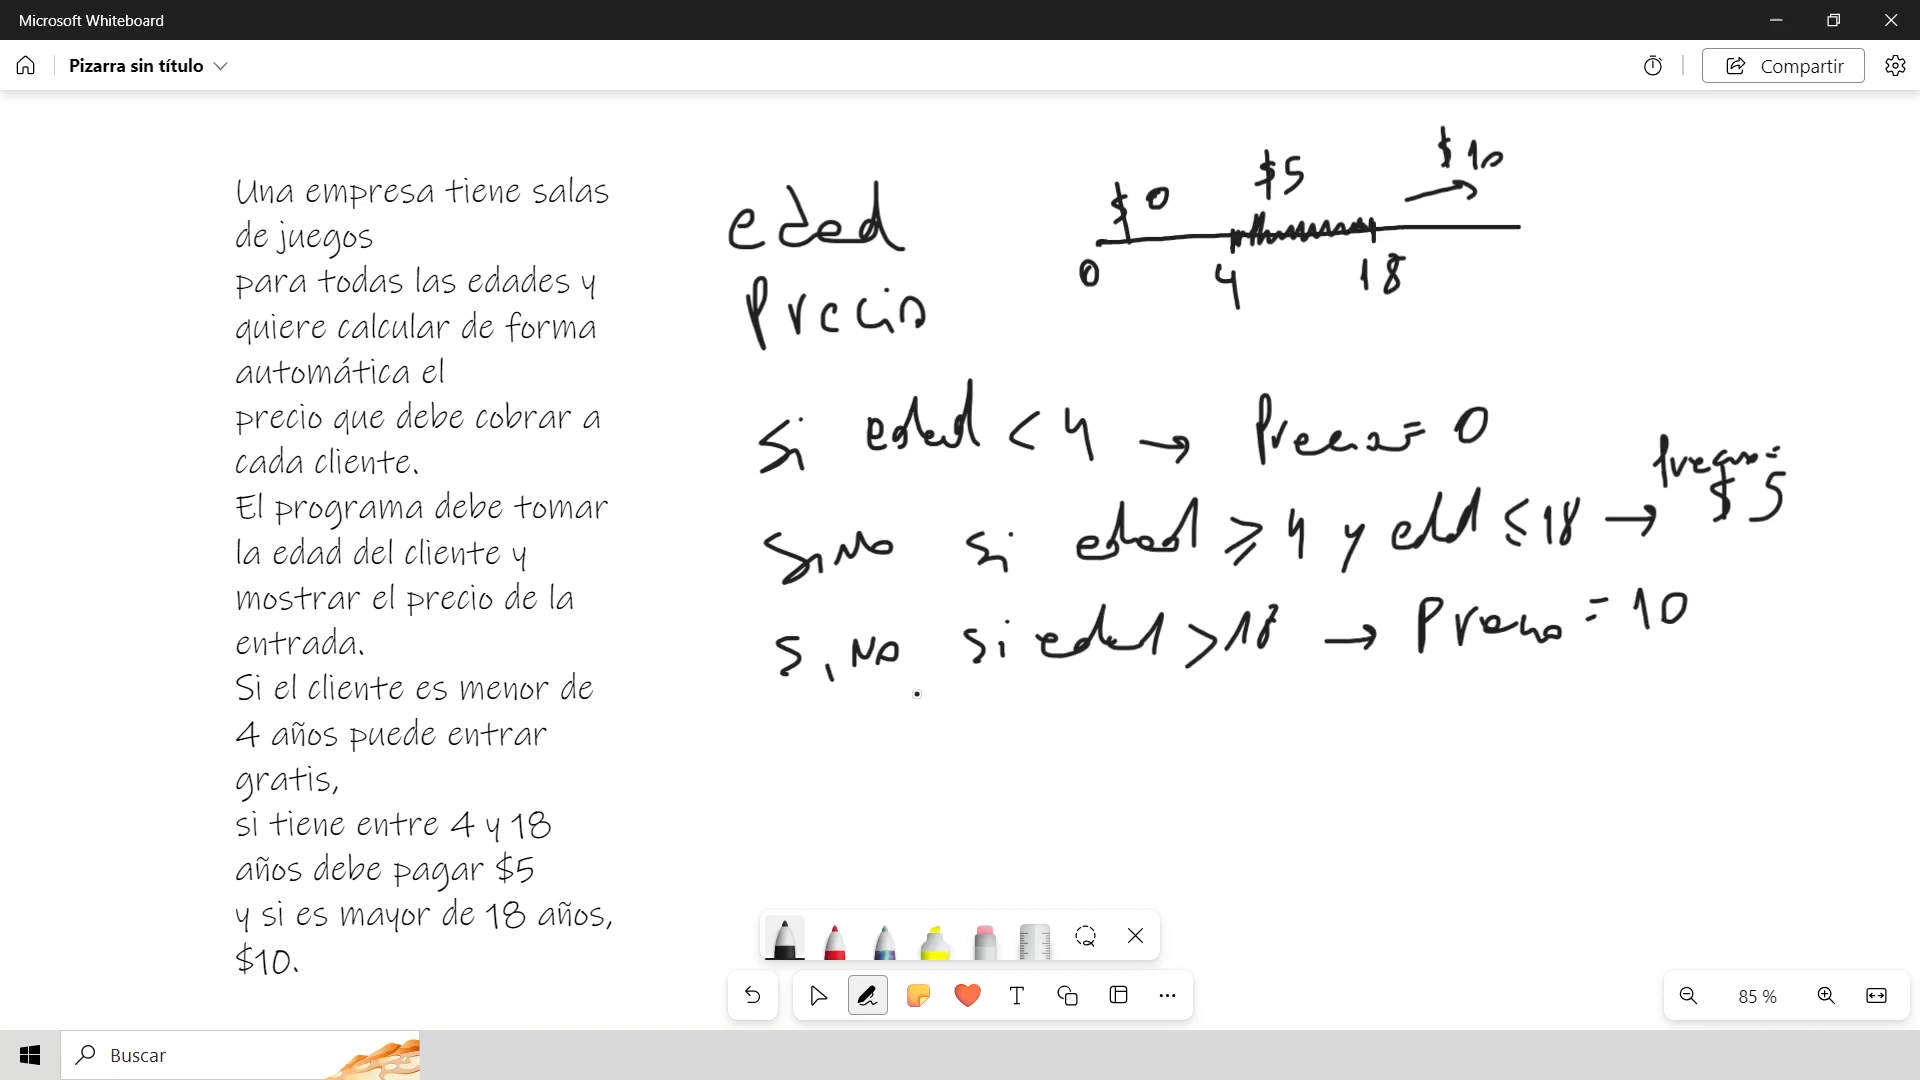 Microsoft Whiteboard
Pizarra sin título
Compartir
Una empresa tiene salas
de juegos
para todas las edades y
quiere calcular de forma
automática el
precio que debe cobrar a
cada cliente.
El programa debe tomar
la edad del cliente y
mostrar el precio de la
entrada.
Si el cliente es menor de
4 años puede entrar
gratis,
si tiene entre 4 y 18
años debe pagar $5
y si es mayor de 18 años,
$10.
edad
Precio
$0 $5 $10
0 4 18
Si edad < 4 → Precio = 0
Sino si edad ≥ 4 y edad ≤ 18 → precio = $5
Sino si edad > 18 → Precio = 10
85 %
Buscar